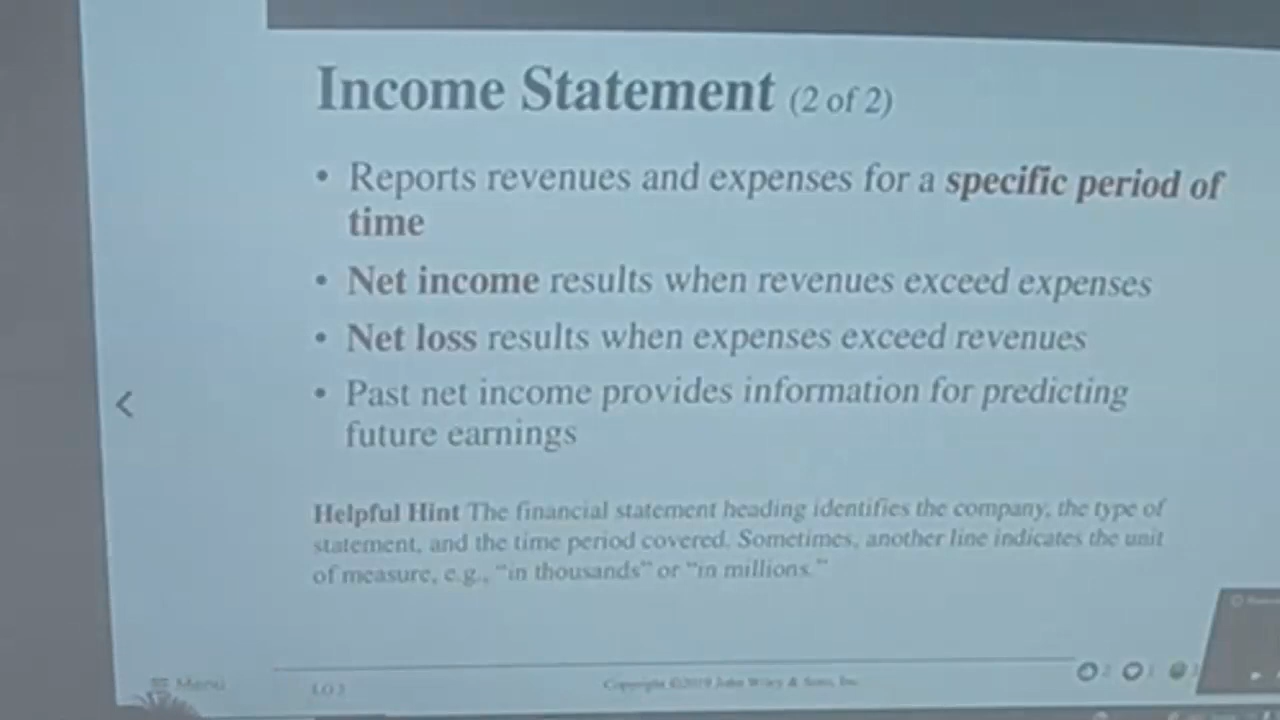 Income Statement (2 of 2)
• Reports revenues and expenses for a specific period of
time
• Net income results when revenues exceed expenses
• Net loss results when expenses exceed revenues
• Past net income provides information for predicting
future earnings
Helpful Hint The financial statement heading identifies the company, the type of
statement, and the time period covered. Sometimes, another line indicates the unit
of measure, e.g., “in thousands” or “in millions.”
Menu
LO 3
Copyright ©2019 John Wiley & Sons, Inc.